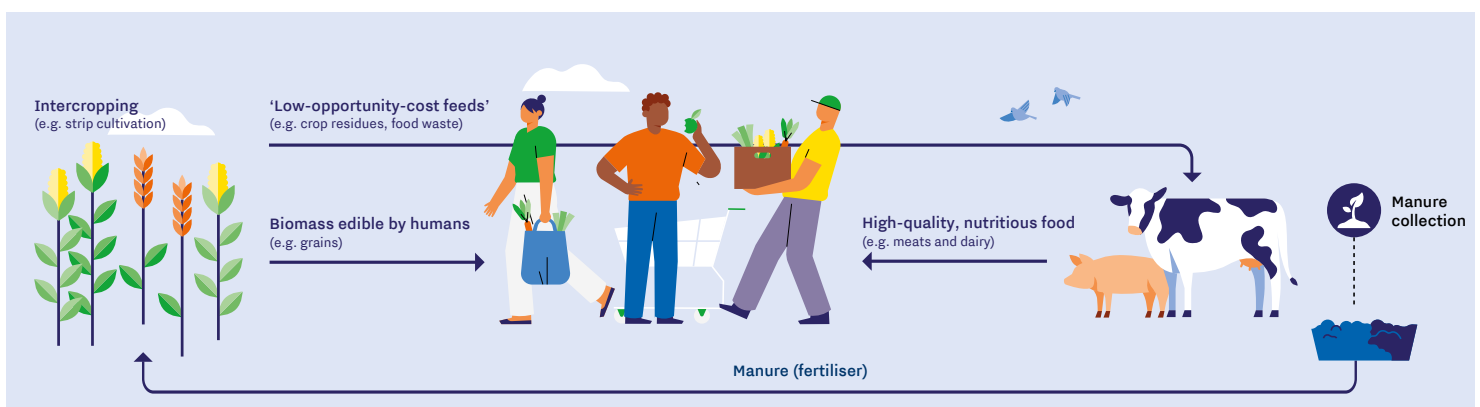 Intercropping
(e.g. strip cultivation)
‘Low-opportunity-cost feeds’
(e.g. crop residues, food waste)
Biomass edible by humans
(e.g. grains)
High-quality, nutritious food
(e.g. meats and dairy)
Manure
collection
Manure (fertiliser)